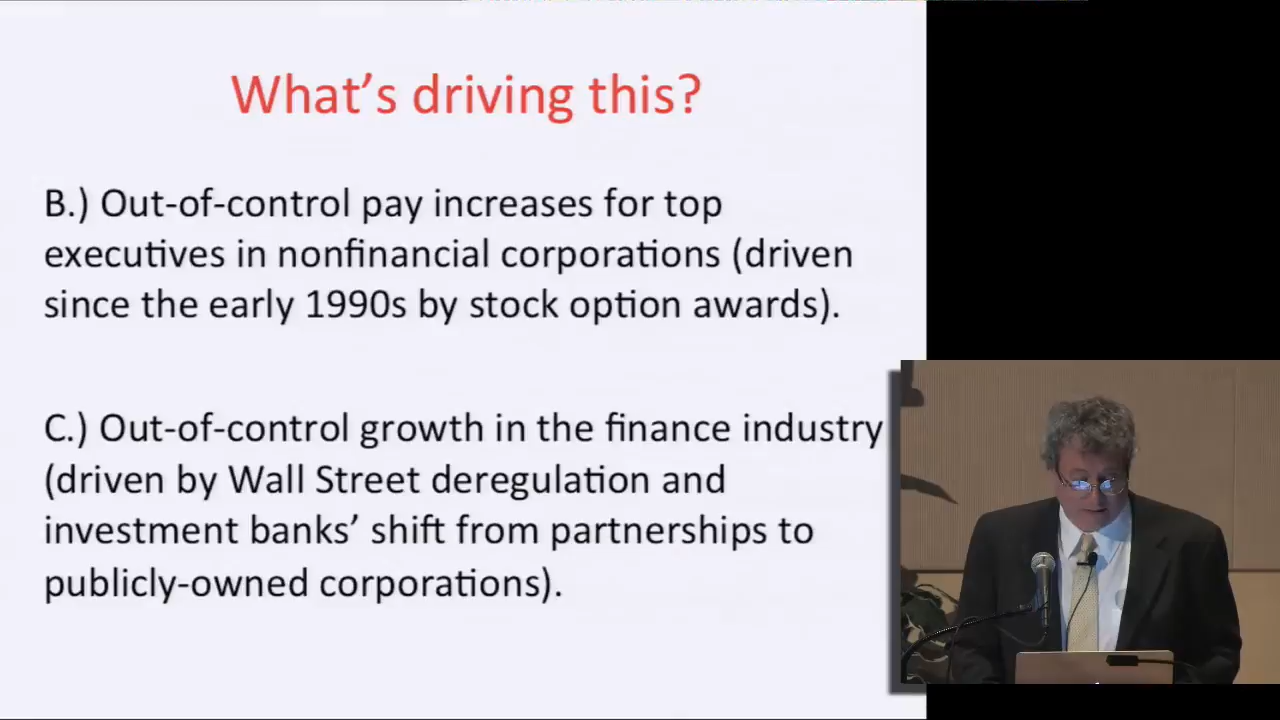 What’s driving this?
B.) Out-of-control pay increases for top
executives in nonfinancial corporations (driven
since the early 1990s by stock option awards).
C.) Out-of-control growth in the finance industry
(driven by Wall Street deregulation and
investment banks’ shift from partnerships to
publicly-owned corporations).